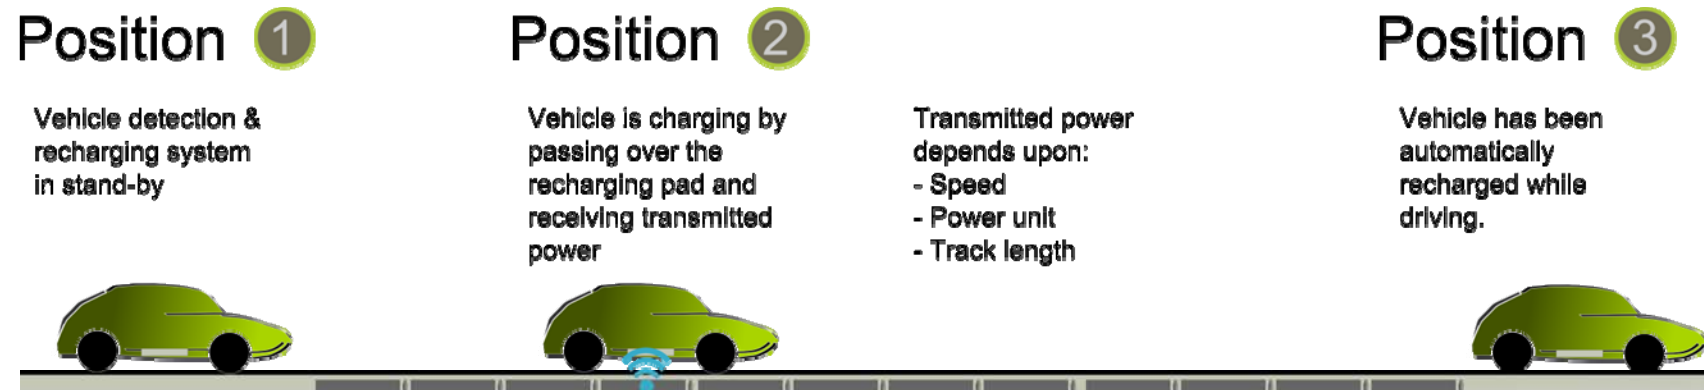 Position 1
Vehicle detection &
recharging system
in stand-by
Position 2
Vehicle is charging by
passing over the
recharging pad and
receiving transmitted
power
Transmitted power
depends upon:
- Speed
- Power unit
- Track length
Position 3
Vehicle has been
automatically
recharged while
driving.